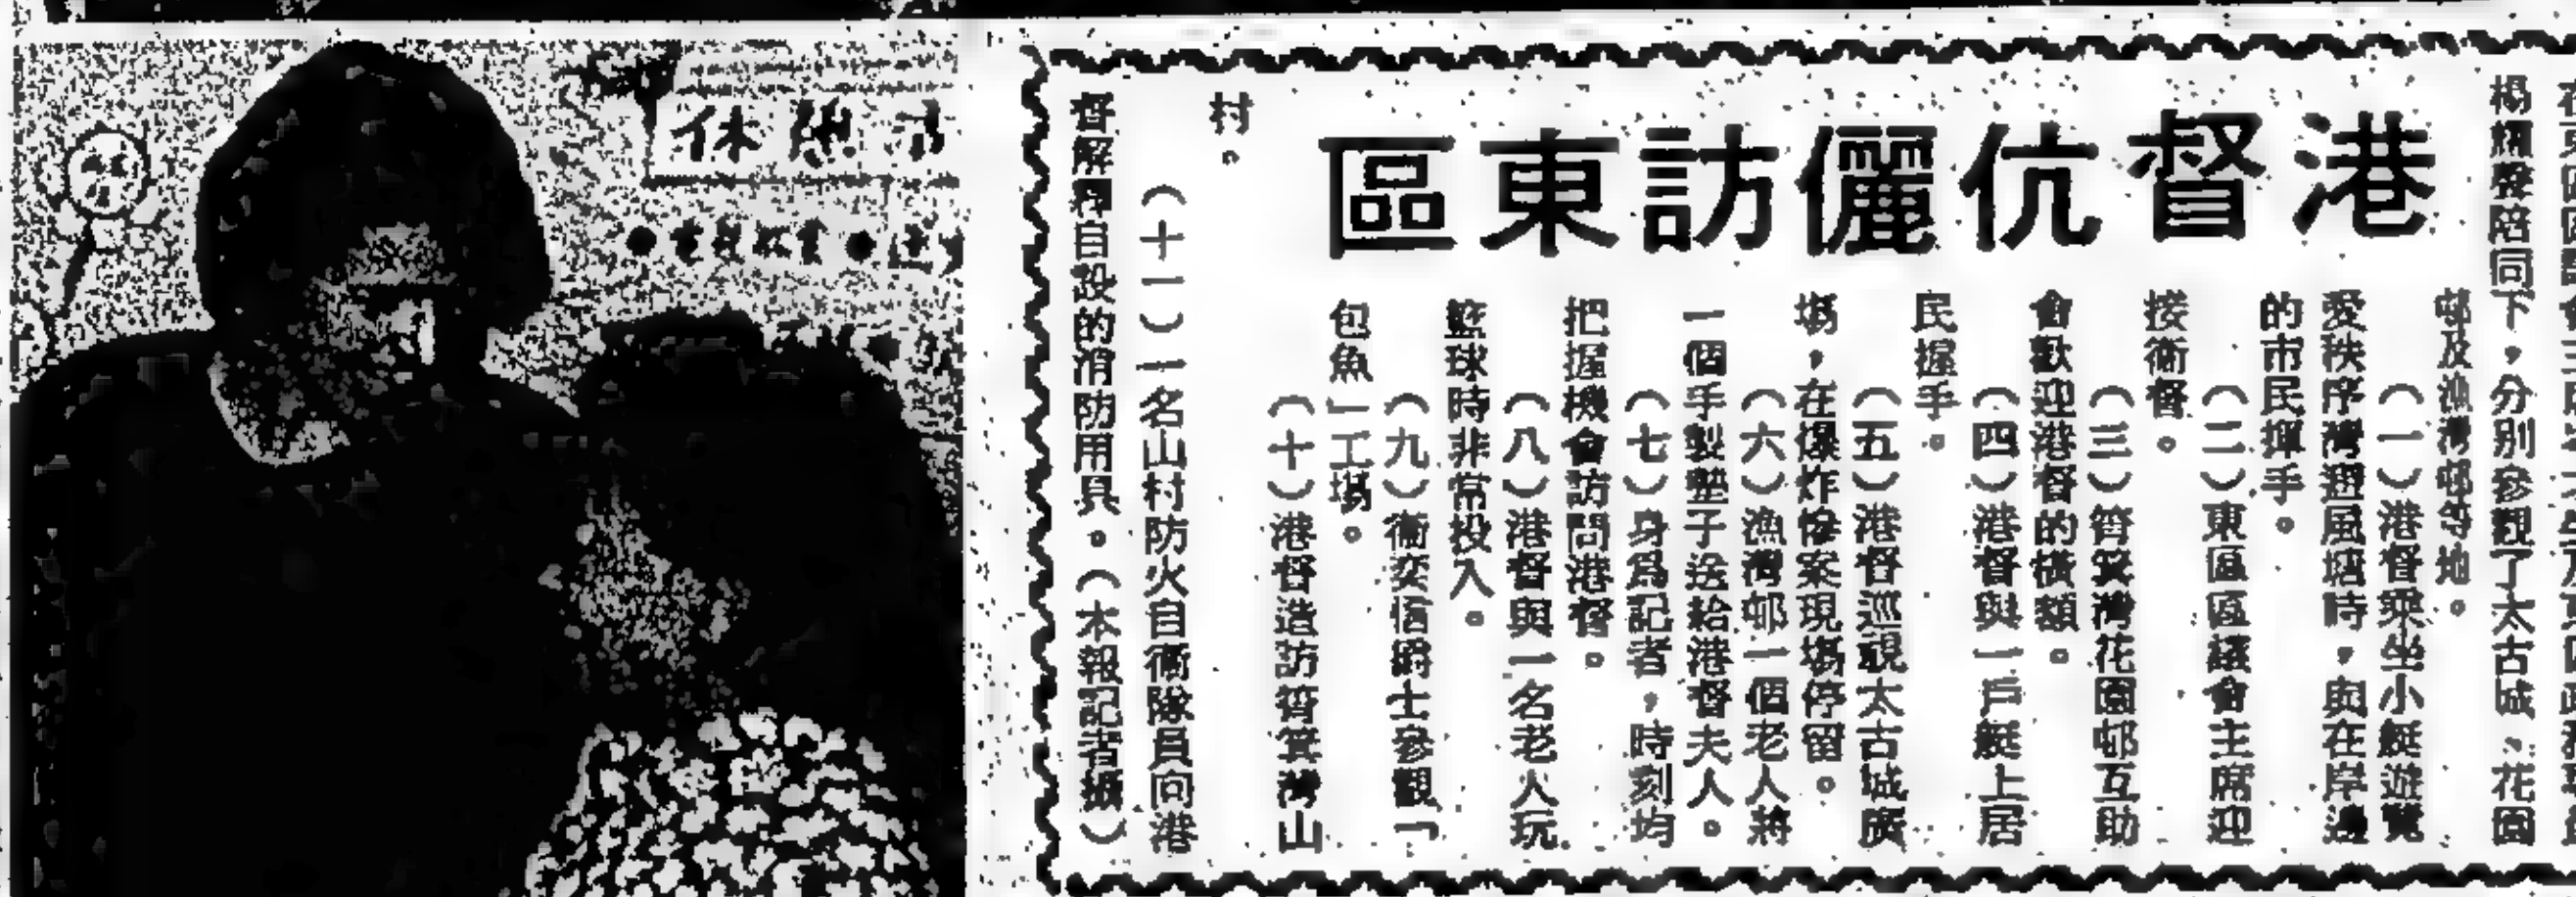 港督伉儷訪東區
楊耀聲陪同下，分別參觀了太古城、花園
邨及漁灣邨等地。
（一）港督乘坐小艇遊覽
愛秩序灣避風塘時，與在岸邊
的市民揮手。
（二）東區區議會主席迎
接衛督。
（三）筲箕灣花園邨互助
會歡迎港督的橫額。
（四）港督與一戶艇上居
民握手。
（五）港督巡視太古城廣
場，在爆炸慘案現場停留。
（六）漁灣邨一個老人將
一個手製墊子送給港督夫人。
（七）身為記者，時刻均
把握機會訪問港督。
（八）港督與一名老火玩
籃球時非常投入。
（九）衛奕信爵士參觀「
包魚」工場。
（十）港督造訪筲箕灣山
村。
（十一）一名山村防火自衛隊員向港
督解釋自設的消防用具。（本報記者攝）
休憩